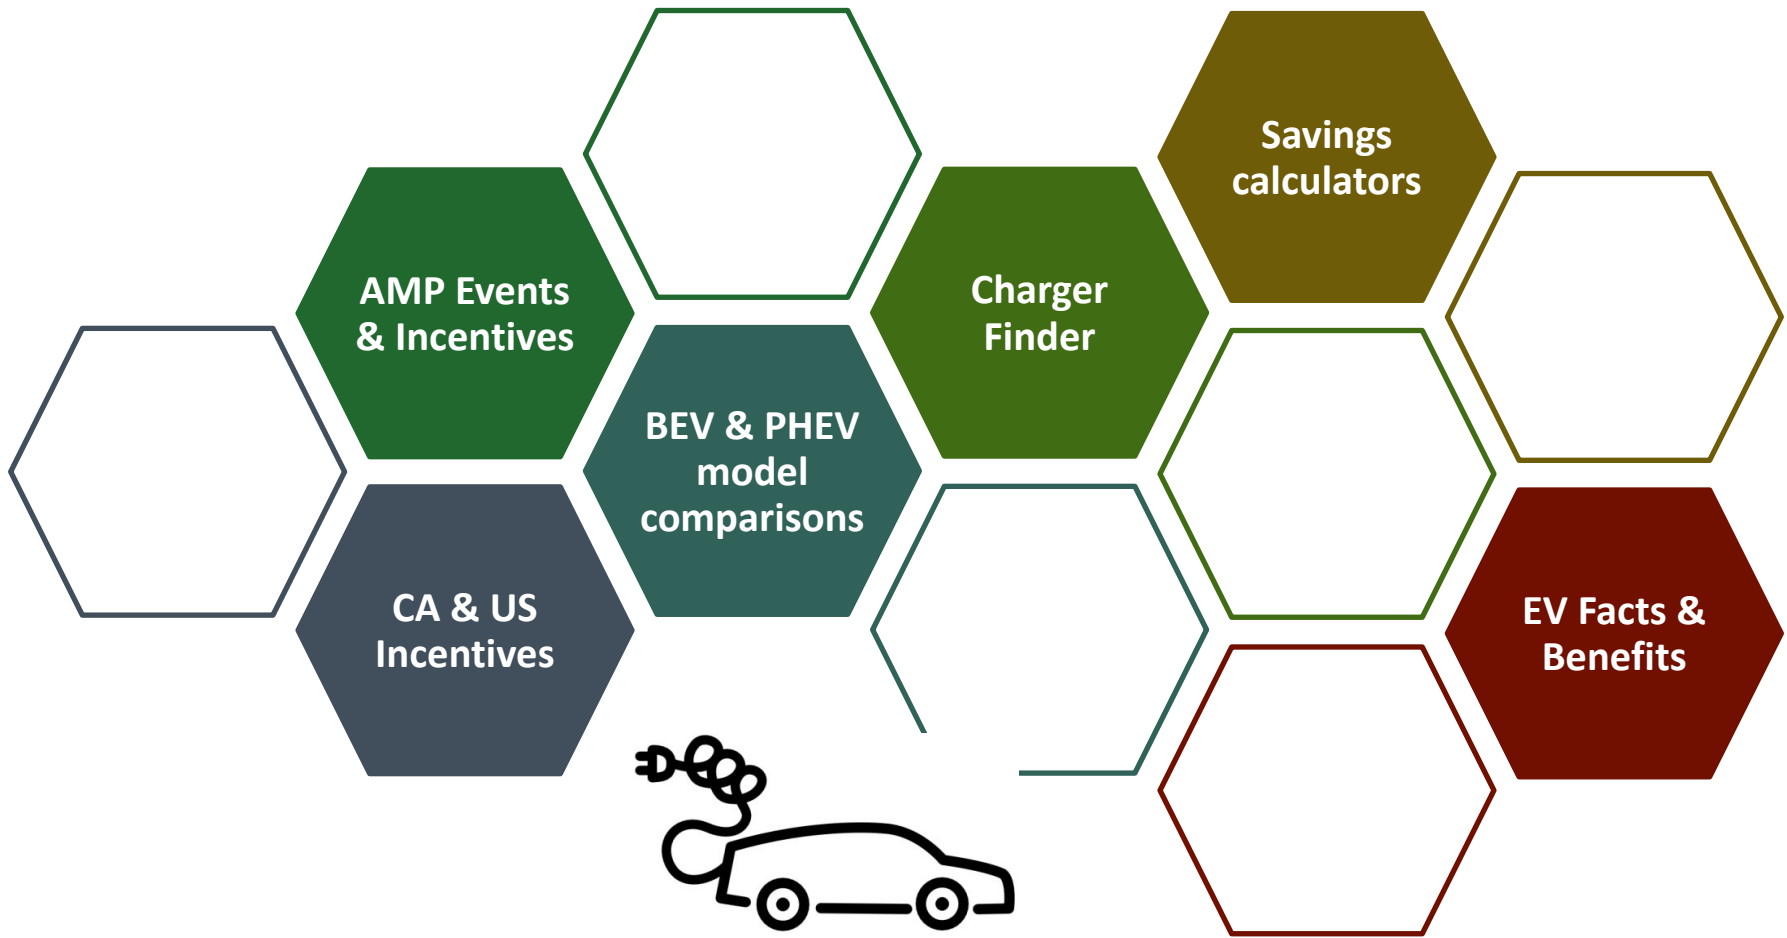 Savings
calculators
AMP Events
& Incentives
Charger
Finder
BEV & PHEV
model
comparisons
CA & US
Incentives
EV Facts &
Benefits